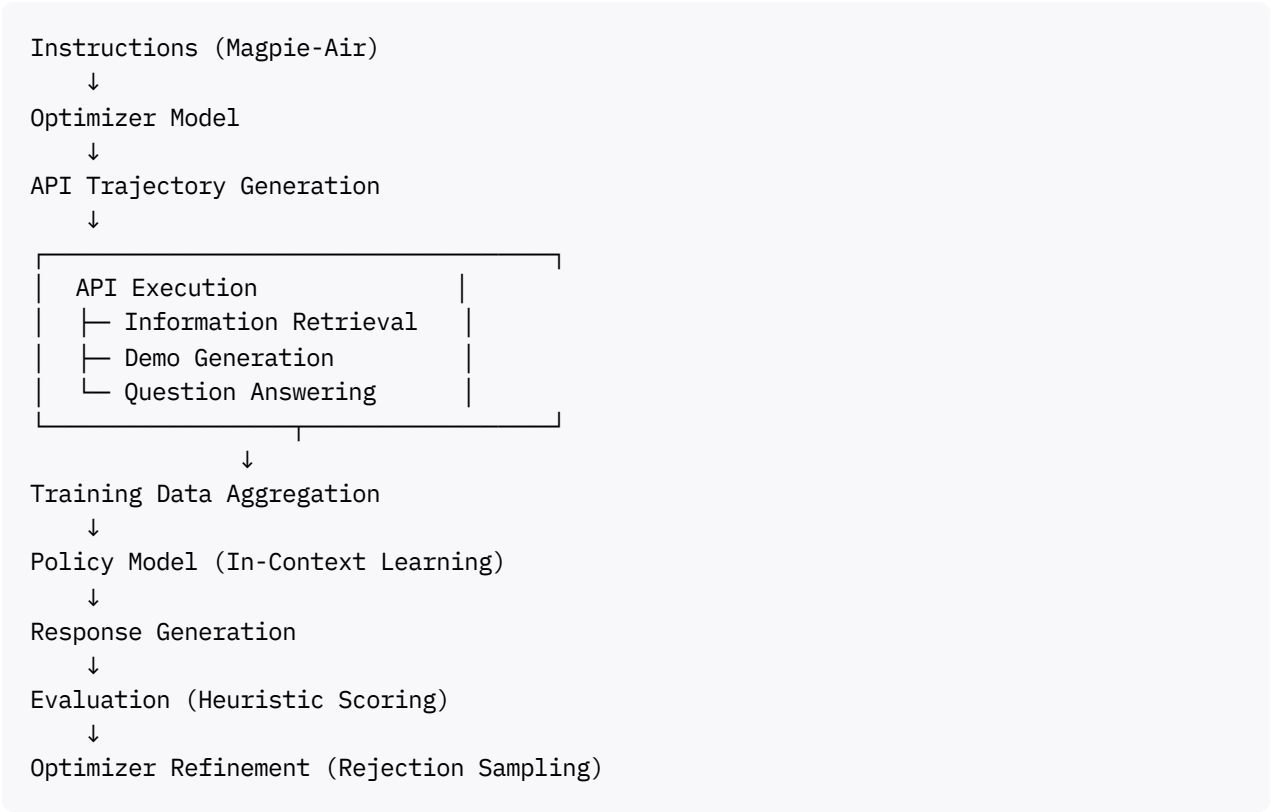 Instructions (Magpie-Air)
↓
Optimizer Model
↓
API Trajectory Generation
↓
┌─────────────────────────────────┐
│  API Execution             │
│  ├─ Information Retrieval   │
│  ├─ Demo Generation         │
│  └─ Question Answering      │
└────────────────┬────────────────┘
↓
Training Data Aggregation
↓
Policy Model (In-Context Learning)
↓
Response Generation
↓
Evaluation (Heuristic Scoring)
↓
Optimizer Refinement (Rejection Sampling)